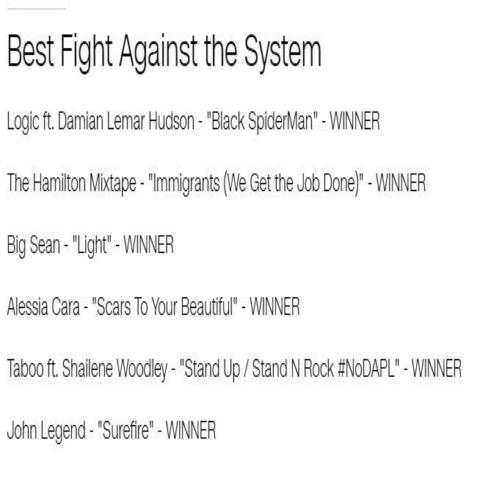 Best Fight Against the System
Logic ft. Damian Lemar Hudson - "Black SpiderMan" - WINNER
The Hamilton Mixtape - "Immigrants (We Get the Job Done)" - WINNER
Big Sean - "Light" - WINNER
Alessia Cara - "Scars To Your Beautiful" - WINNER
Taboo ft. Shailene Woodley - "Stand Up / Stand N Rock #NoDAPL" - WINNER
John Legend - "Surefire" - WINNER